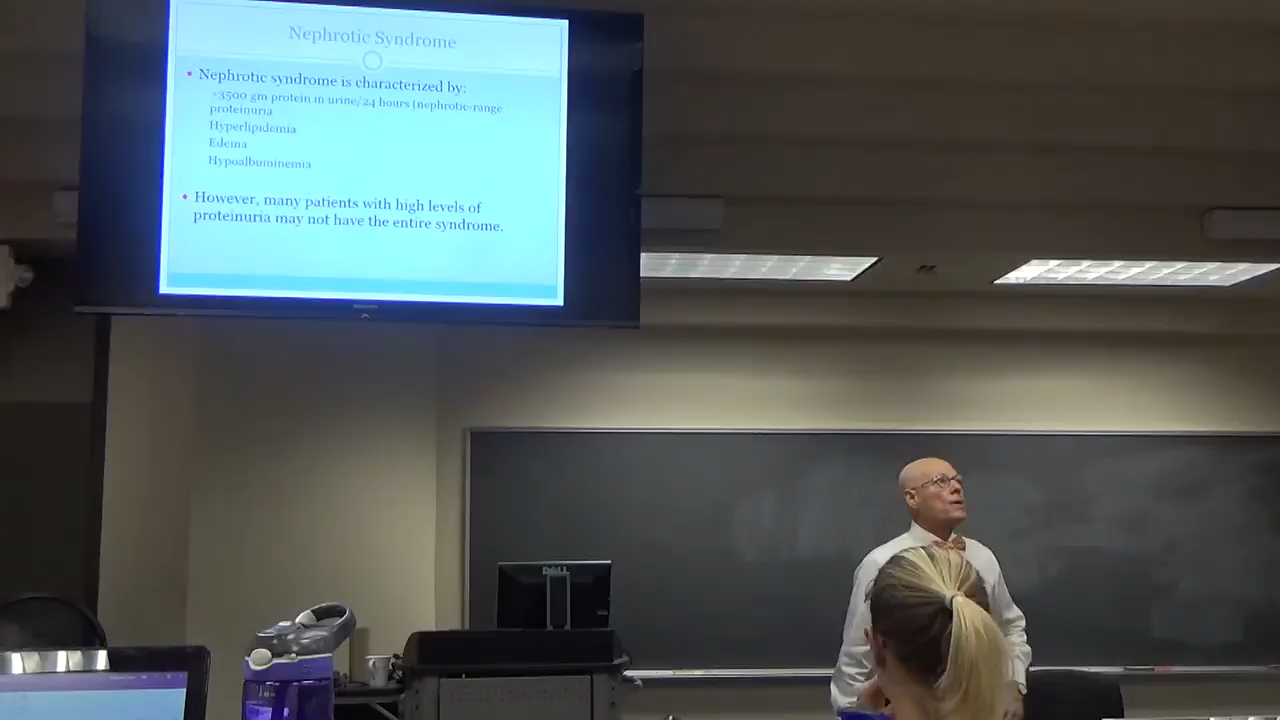 Nephrotic Syndrome
• Nephrotic syndrome is characterized by:
>3500 gm protein in urine/24 hours (nephrotic-range
proteinuria
Hyperlipidemia
Edema
Hypoalbuminemia
• However, many patients with high levels of
proteinuria may not have the entire syndrome.
DELL